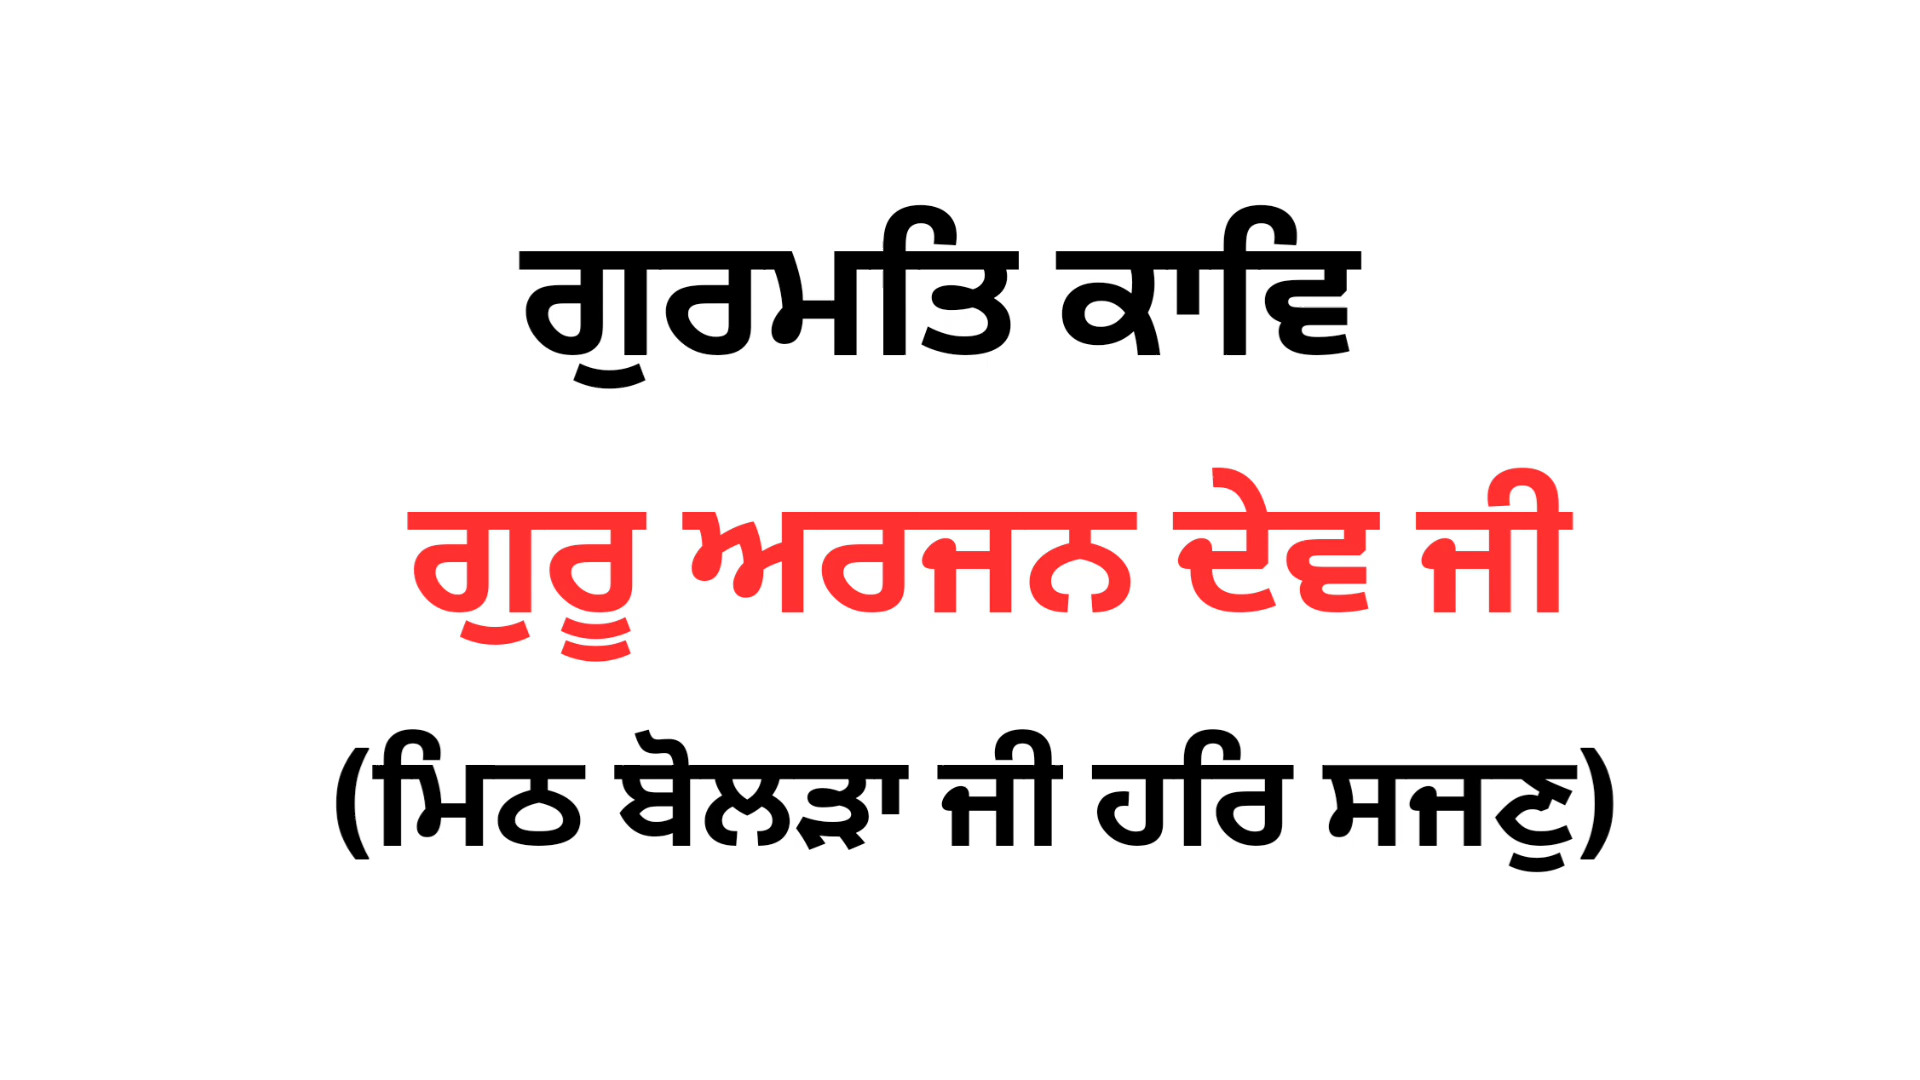 ਗੁਰਮਤਿ ਕਾਵਿ
ਗੁਰੂ ਅਰਜਨ ਦੇਵ ਜੀ
(ਮਿਠ ਬੋਲੜਾ ਜੀ ਹਰਿ ਸਜਣੁ)